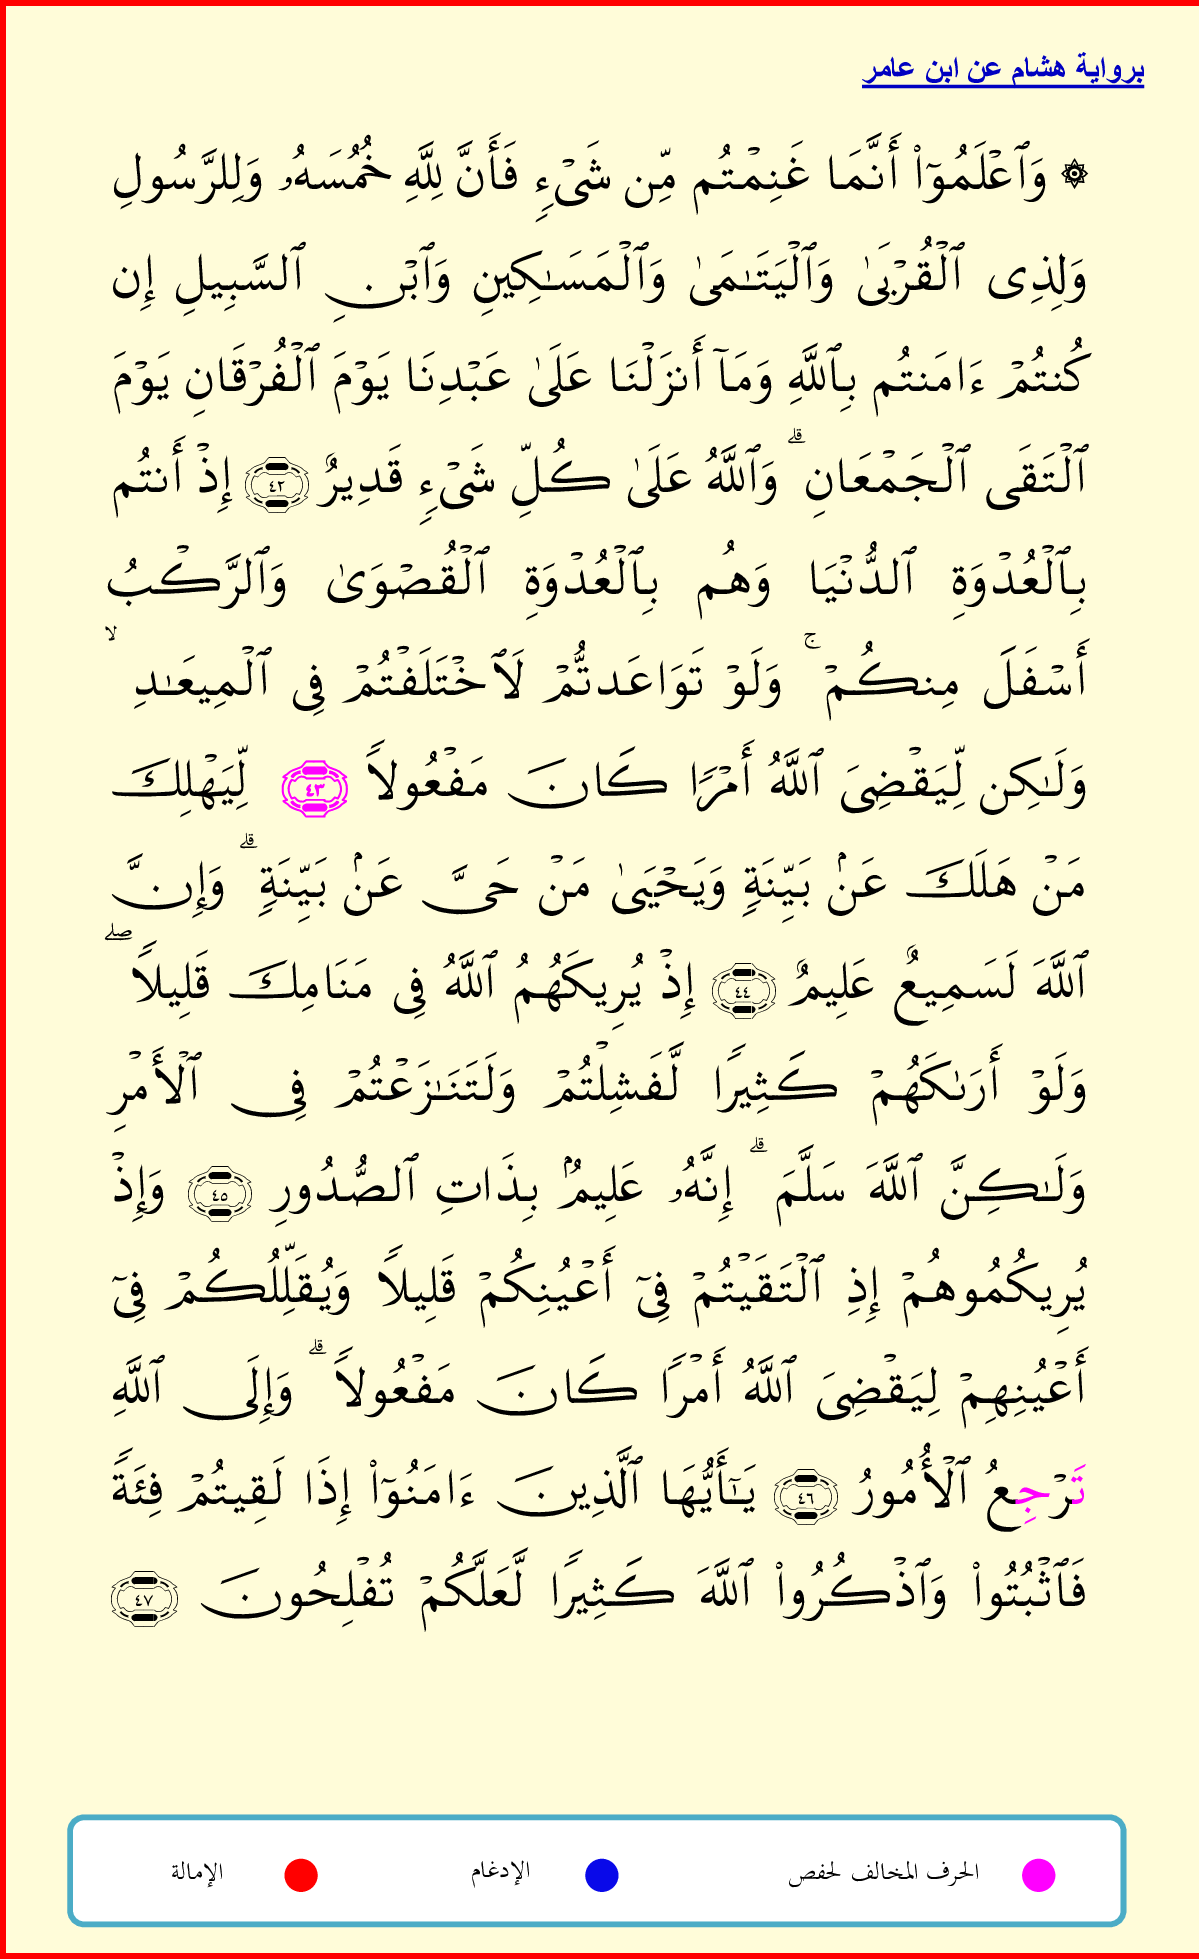 برواية هشام عن ابن عامر
۞ وَٱعۡلَمُوٓاْ أَنَّمَا غَنِمۡتُم مِّن شَيۡءٖ فَأَنَّ لِلَّهِ خُمُسَهُۥ وَلِلرَّسُولِ
وَلِذِي ٱلۡقُرۡبَىٰ وَٱلۡيَتَٰمَىٰ وَٱلۡمَسَٰكِينِ وَٱبۡنِ ٱلسَّبِيلِ إِن
كُنتُمۡ ءَامَنتُم بِٱللَّهِ وَمَآ أَنزَلۡنَا عَلَىٰ عَبۡدِنَا يَوۡمَ ٱلۡفُرۡقَانِ يَوۡمَ
ٱلۡتَقَى ٱلۡجَمۡعَانِۗ وَٱللَّهُ عَلَىٰ كُلِّ شَيۡءٖ قَدِيرٌ ٤٢ إِذۡ أَنتُم
بِٱلۡعُدۡوَةِ ٱلدُّنۡيَا وَهُم بِٱلۡعُدۡوَةِ ٱلۡقُصۡوَىٰ وَٱلرَّكۡبُ
أَسۡفَلَ مِنكُمۡۚ وَلَوۡ تَوَاعَدتُّمۡ لَٱخۡتَلَفۡتُمۡ فِي ٱلۡمِيعَٰدِۙ
وَلَٰكِن لِّيَقۡضِيَ ٱللَّهُ أَمۡرٗا كَانَ مَفۡعُولٗا ٤٣ لِّيَهۡلِكَ
مَنۡ هَلَكَ عَنۢ بَيِّنَةٖ وَيَحۡيَىٰ مَنۡ حَيَّ عَنۢ بَيِّنَةٖۗ وَإِنَّ
ٱللَّهَ لَسَمِيعٌ عَلِيمٌ ٤٤ إِذۡ يُرِيكَهُمُ ٱللَّهُ فِي مَنَامِكَ قَلِيلٗاۖ
وَلَوۡ أَرَىٰكَهُمۡ كَثِيرٗا لَّفَشِلۡتُمۡ وَلَتَنَٰزَعۡتُمۡ فِي ٱلۡأَمۡرِ
وَلَٰكِنَّ ٱللَّهَ سَلَّمَۗ إِنَّهُۥ عَلِيمُۢ بِذَاتِ ٱلصُّدُورِ ٤٥ وَإِذۡ
يُرِيكُمُوهُمۡ إِذِ ٱلۡتَقَيۡتُمۡ فِيٓ أَعۡيُنِكُمۡ قَلِيلٗا وَيُقَلِّلُكُمۡ فِيٓ
أَعۡيُنِهِمۡ لِيَقۡضِيَ ٱللَّهُ أَمۡرٗا كَانَ مَفۡعُولٗاۗ وَإِلَى ٱللَّهِ
تَرۡجِعُ ٱلۡأُمُورُ ٤٦ يَٰٓأَيُّهَا ٱلَّذِينَ ءَامَنُوٓاْ إِذَا لَقِيتُمۡ فِئَةٗ
فَٱثۡبُتُواْ وَٱذۡكُرُواْ ٱللَّهَ كَثِيرٗا لَّعَلَّكُمۡ تُفۡلِحُونَ ٤٧
الحرف المخالف لحفص الإدغام الإمالة